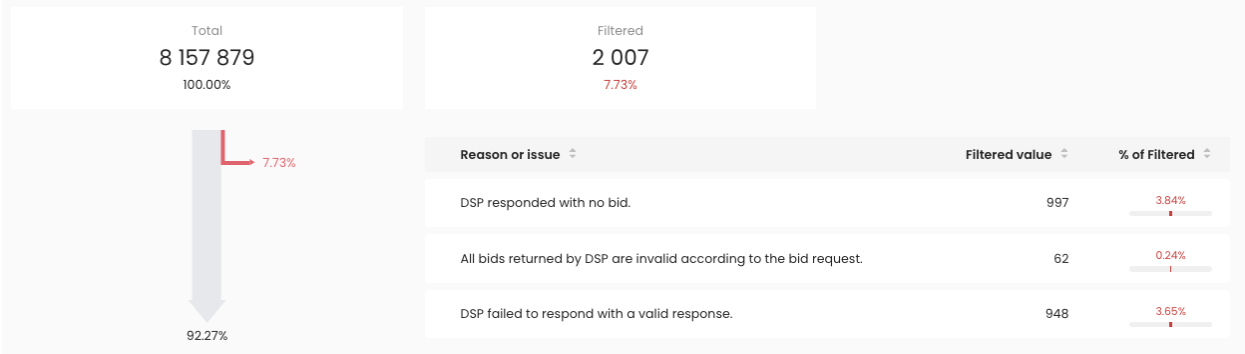 Total
8 157 879
100.00%
Filtered
2 007
7.73%
7.73%
92.27%
Reason or issue Filtered value % of Filtered
DSP responded with no bid. 997 3.84%
All bids returned by DSP are invalid according to the bid request. 62 0.24%
DSP failed to respond with a valid response. 948 3.65%